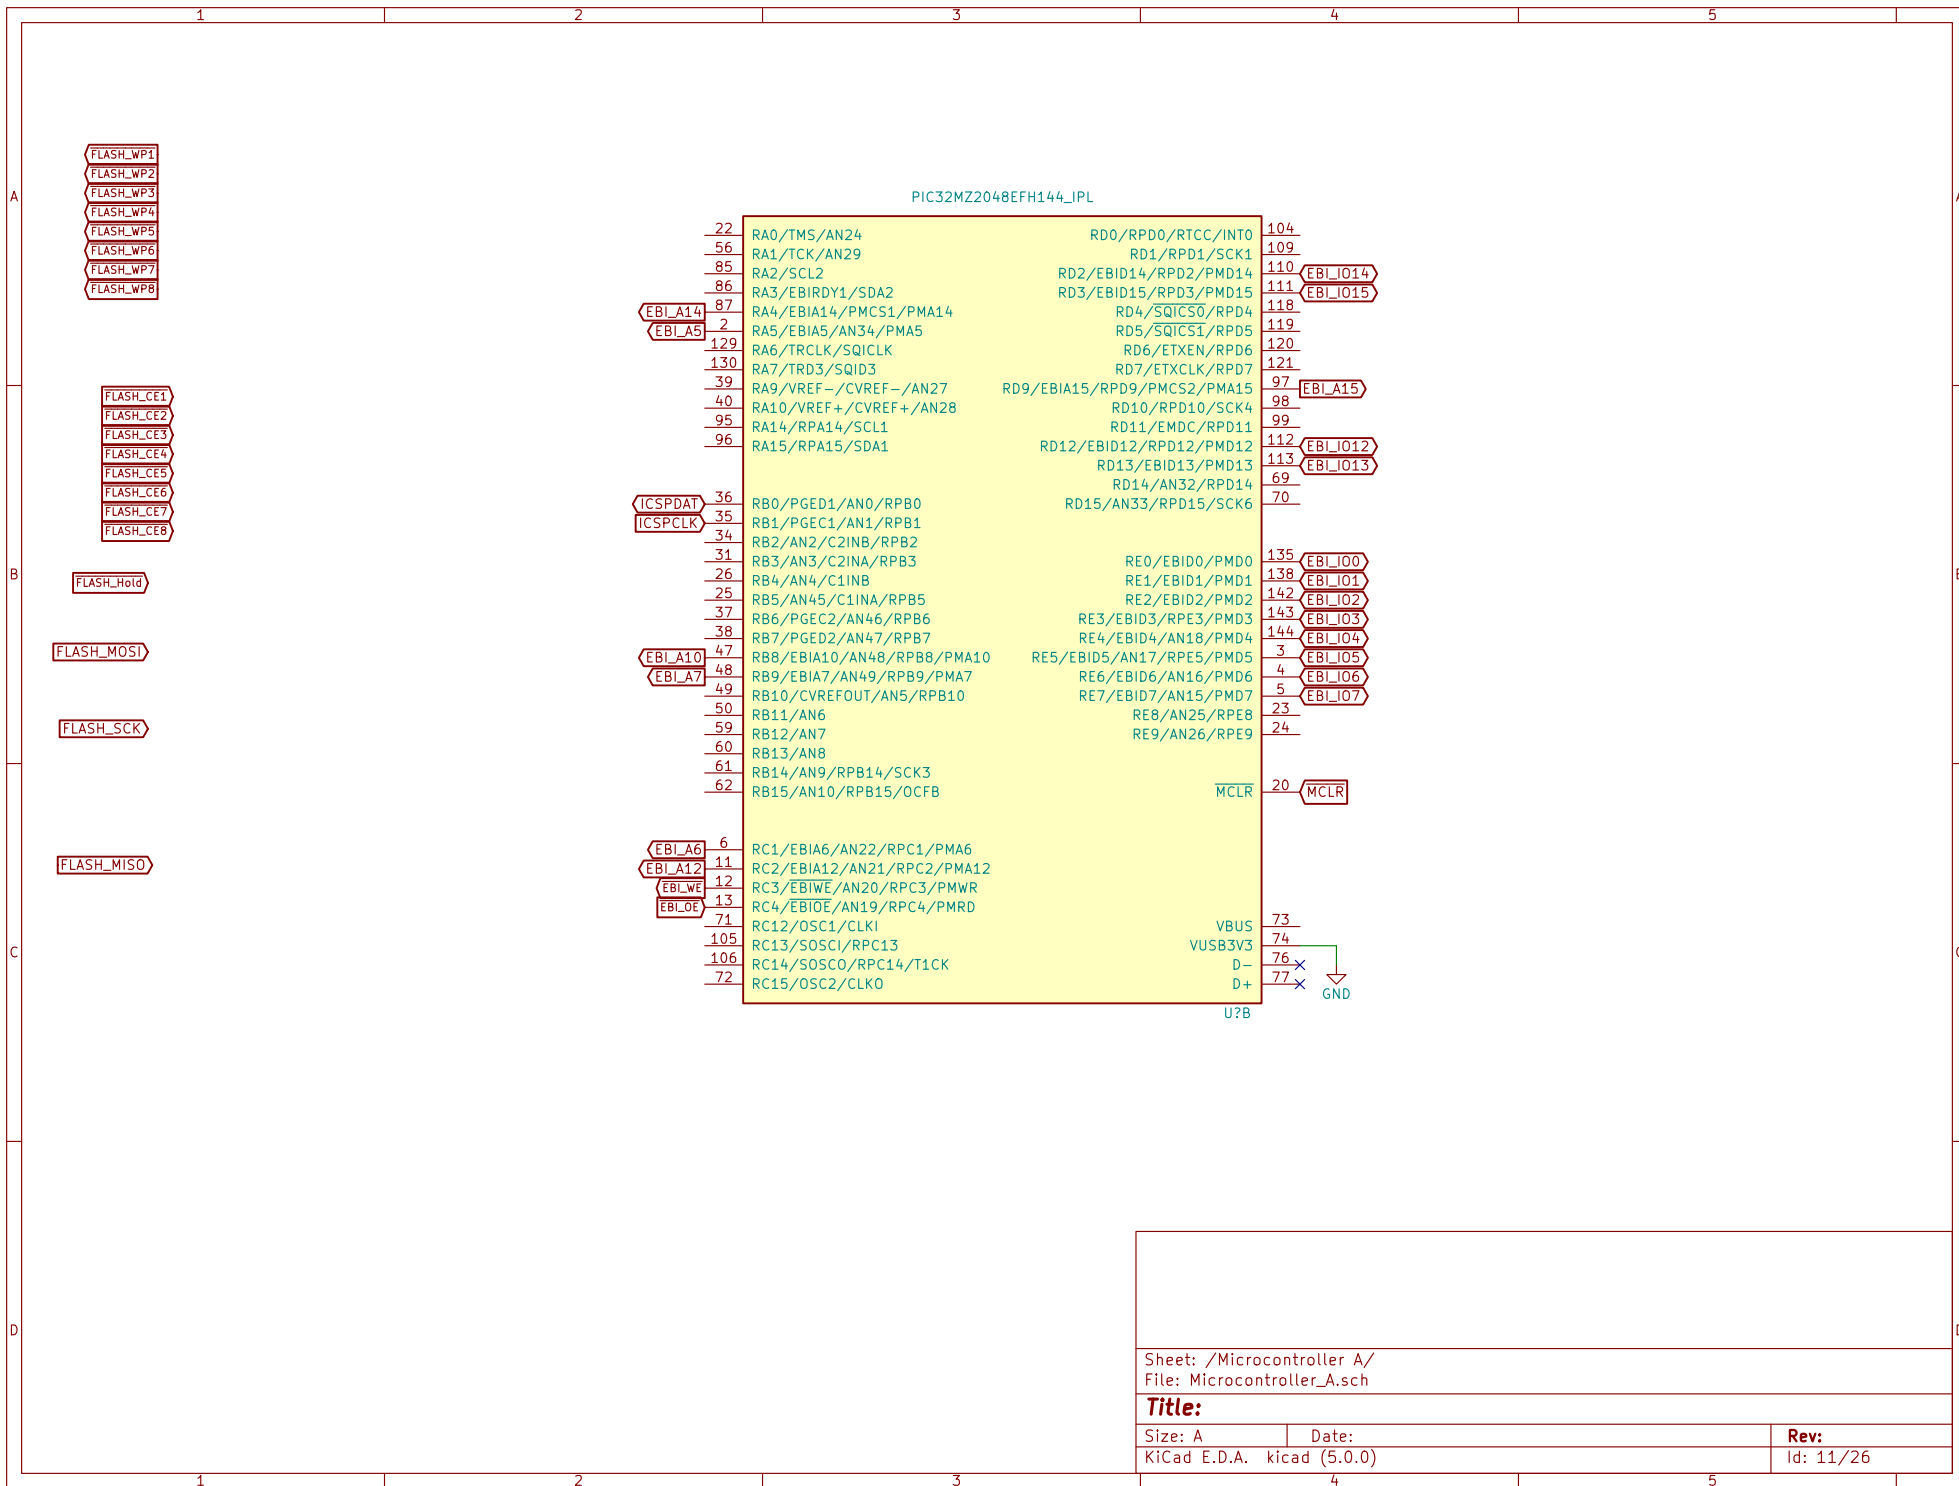 1 2 3 4 5
A
B
C
D
FLASH_WP1
FLASH_WP2
FLASH_WP3
FLASH_WP4
FLASH_WP5
FLASH_WP6
FLASH_WP7
FLASH_WP8
FLASH_CE1
FLASH_CE2
FLASH_CE3
FLASH_CE4
FLASH_CE5
FLASH_CE6
FLASH_CE7
FLASH_CE8
FLASH_Hold
FLASH_MOSI
FLASH_SCK
FLASH_MISO
PIC32MZ2048EFH144_IPL
22 RA0/TMS/AN24
56 RA1/TCK/AN29
85 RA2/SCL2
86 RA3/EBIRDY1/SDA2
EBI_A14 87 RA4/EBIA14/PMCS1/PMA14
EBI_A5 2 RA5/EBIA5/AN34/PMA5
129 RA6/TRCLK/SQICLK
130 RA7/TRD3/SQID3
39 RA9/VREF-/CVREF-/AN27
40 RA10/VREF+/CVREF+/AN28
95 RA14/RPA14/SCL1
96 RA15/RPA15/SDA1
ICSPDAT 36 RB0/PGED1/AN0/RPB0
ICSPCLK 35 RB1/PGEC1/AN1/RPB1
34 RB2/AN2/C2INB/RPB2
31 RB3/AN3/C2INA/RPB3
26 RB4/AN4/C1INB
25 RB5/AN45/C1INA/RPB5
37 RB6/PGEC2/AN46/RPB6
38 RB7/PGED2/AN47/RPB7
EBI_A10 47 RB8/EBIA10/AN48/RPB8/PMA10
EBI_A7 48 RB9/EBIA7/AN49/RPB9/PMA7
49 RB10/CVREFOUT/AN5/RPB10
50 RB11/AN6
59 RB12/AN7
60 RB13/AN8
61 RB14/AN9/RPB14/SCK3
62 RB15/AN10/RPB15/OCFB
EBI_A6 6 RC1/EBIA6/AN22/RPC1/PMA6
EBI_A12 11 RC2/EBIA12/AN21/RPC2/PMA12
EBI_WE 12 RC3/EBIWE/AN20/RPC3/PMWR
EBI_OE 13 RC4/EBIOE/AN19/RPC4/PMRD
71 RC12/OSC1/CLKI
105 RC13/SOSCI/RPC13
106 RC14/SOSCO/RPC14/T1CK
72 RC15/OSC2/CLKO
RD0/RPD0/RTCC/INT0 104
RD1/RPD1/SCK1 109
RD2/EBID14/RPD2/PMD14 110 EBI_IO14
RD3/EBID15/RPD3/PMD15 111 EBI_IO15
RD4/SQICS0/RPD4 118
RD5/SQICS1/RPD5 119
RD6/ETXEN/RPD6 120
RD7/ETXCLK/RPD7 121
RD9/EBIA15/RPD9/PMCS2/PMA15 97 EBI_A15
RD10/RPD10/SCK4 98
RD11/EMDC/RPD11 99
RD12/EBID12/RPD12/PMD12 112 EBI_IO12
RD13/EBID13/PMD13 113 EBI_IO13
RD14/AN32/RPD14 69
RD15/AN33/RPD15/SCK6 70
RE0/EBID0/PMD0 135 EBI_IO0
RE1/EBID1/PMD1 138 EBI_IO1
RE2/EBID2/PMD2 142 EBI_IO2
RE3/EBID3/RPE3/PMD3 143 EBI_IO3
RE4/EBID4/AN18/PMD4 144 EBI_IO4
RE5/EBID5/AN17/RPE5/PMD5 3 EBI_IO5
RE6/EBID6/AN16/PMD6 4 EBI_IO6
RE7/EBID7/AN15/PMD7 5 EBI_IO7
RE8/AN25/RPE8 23
RE9/AN26/RPE9 24
MCLR 20 MCLR
VBUS 73
VUSB3V3 74
D- 76
D+ 77
GND
U?B
Sheet: /Microcontroller A/
File: Microcontroller_A.sch
Title:
Size: A Date: Rev:
KiCad E.D.A. kicad (5.0.0) Id: 11/26
1 2 3 4 5